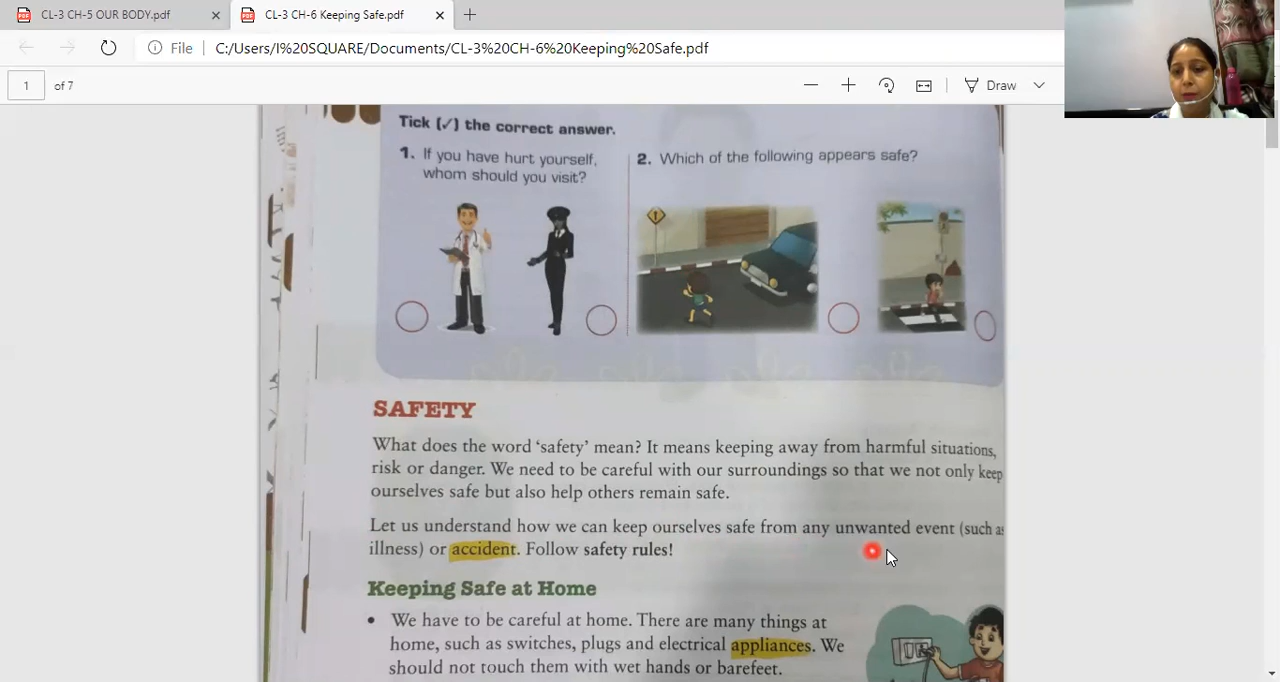 CL-3 CH-5 OUR BODY.pdf
CL-3 CH-6 Keeping Safe.pdf
File
C:/Users/I%20SQUARE/Documents/CL-3%20CH-6%20Keeping%20Safe.pdf
1 of 7
Draw
Tick (✓) the correct answer.
1. If you have hurt yourself,
whom should you visit?
2. Which of the following appears safe?
SAFETY
What does the word ‘safety’ mean? It means keeping away from harmful situations,
risk or danger. We need to be careful with our surroundings so that we not only keep
ourselves safe but also help others remain safe.
Let us understand how we can keep ourselves safe from any unwanted event (such as
illness) or accident. Follow safety rules!
Keeping Safe at Home
• We have to be careful at home. There are many things at
home, such as switches, plugs and electrical appliances. We
should not touch them with wet hands or barefeet.